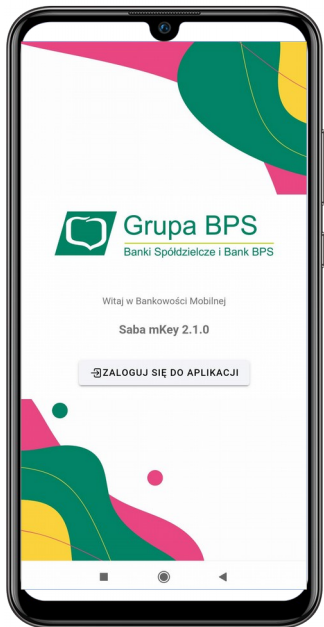 Grupa BPS
Banki Spółdzielcze i Bank BPS
Witaj w Bankowości Mobilnej
Saba mKey 2.1.0
ZALOGUJ SIĘ DO APLIKACJI